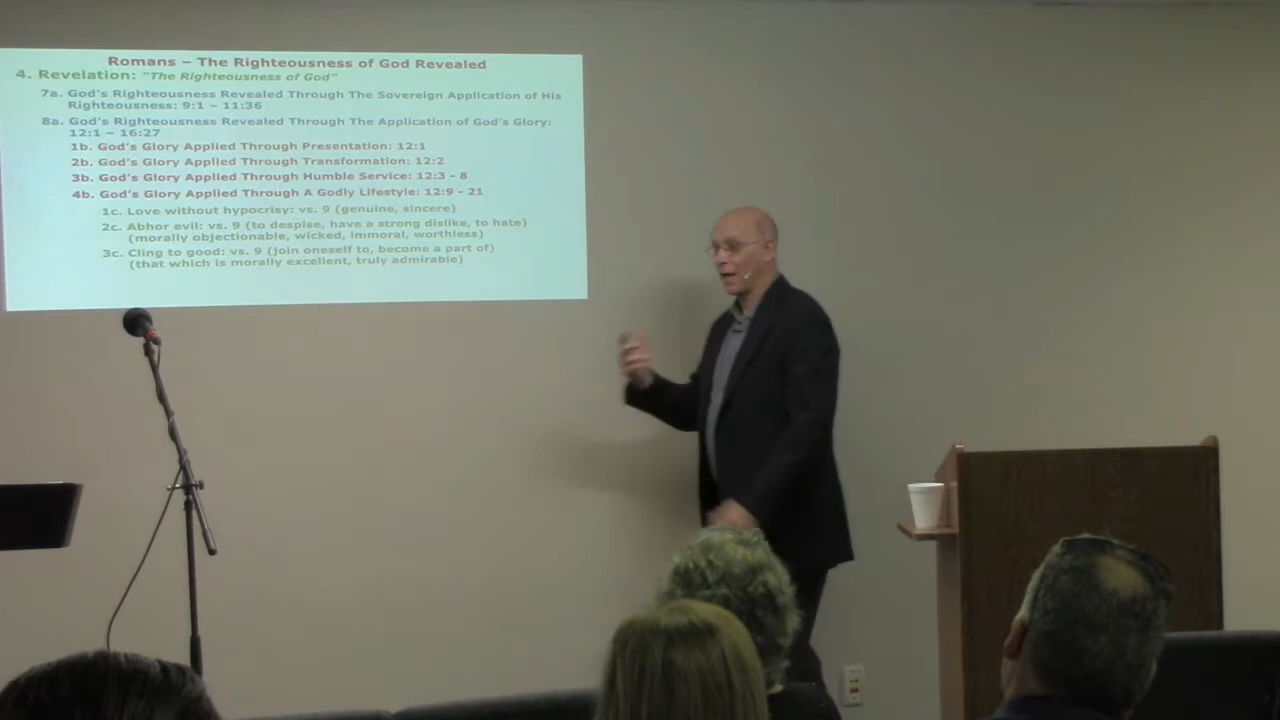 Romans – The Righteousness of God Revealed
4. Revelation: "The Righteousness of God"
7a. God's Righteousness Revealed Through The Sovereign Application of His
Righteousness: 9:1 – 11:36
8a. God's Righteousness Revealed Through The Application of God's Glory:
12:1 – 16:27
1b. God's Glory Applied Through Presentation: 12:1
2b. God's Glory Applied Through Transformation: 12:2
3b. God's Glory Applied Through Humble Service: 12:3 - 8
4b. God's Glory Applied Through A Godly Lifestyle: 12:9 - 21
1c. Love without hypocrisy: vs. 9 (genuine, sincere)
2c. Abhor evil: vs. 9 (to despise, have a strong dislike, to hate)
(morally objectionable, wicked, immoral, worthless)
3c. Cling to good: vs. 9 (join oneself to, become a part of)
(that which is morally excellent, truly admirable)